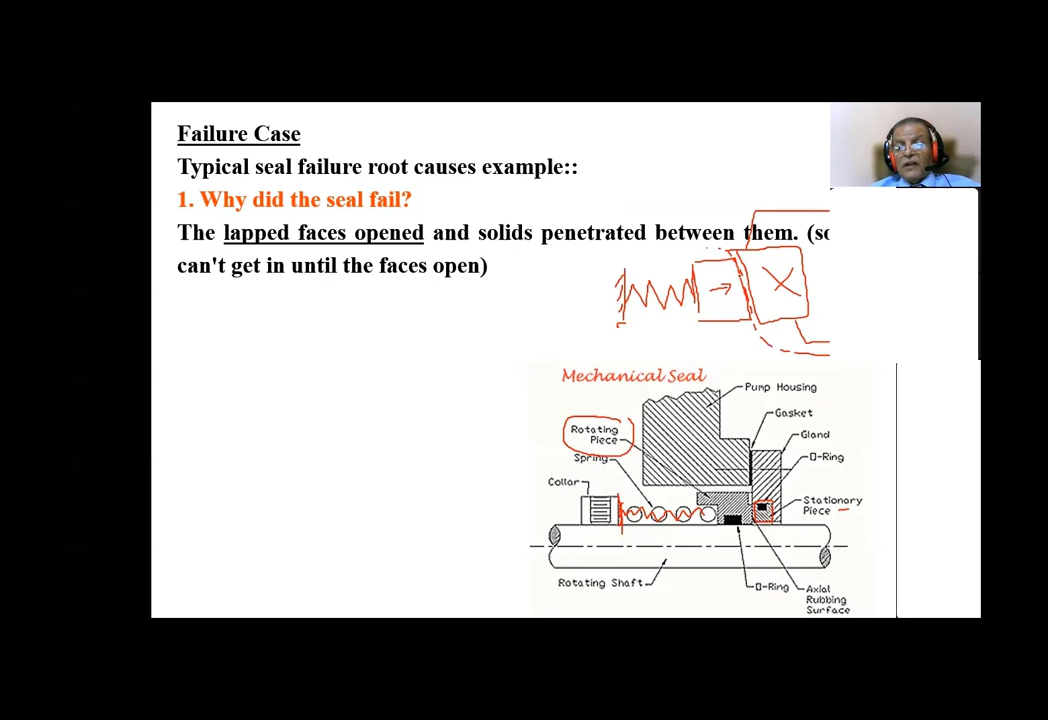 Failure Case
Typical seal failure root causes example::
1. Why did the seal fail?
The lapped faces opened and solids penetrated between them. (so
can't get in until the faces open)
Mechanical Seal
Pump Housing
Gasket
Rotating
Piece
Gland
Spring
O-Ring
Collar
Stationary
Piece
Rotating Shaft
O-Ring
Axial
Rubbing
Surface